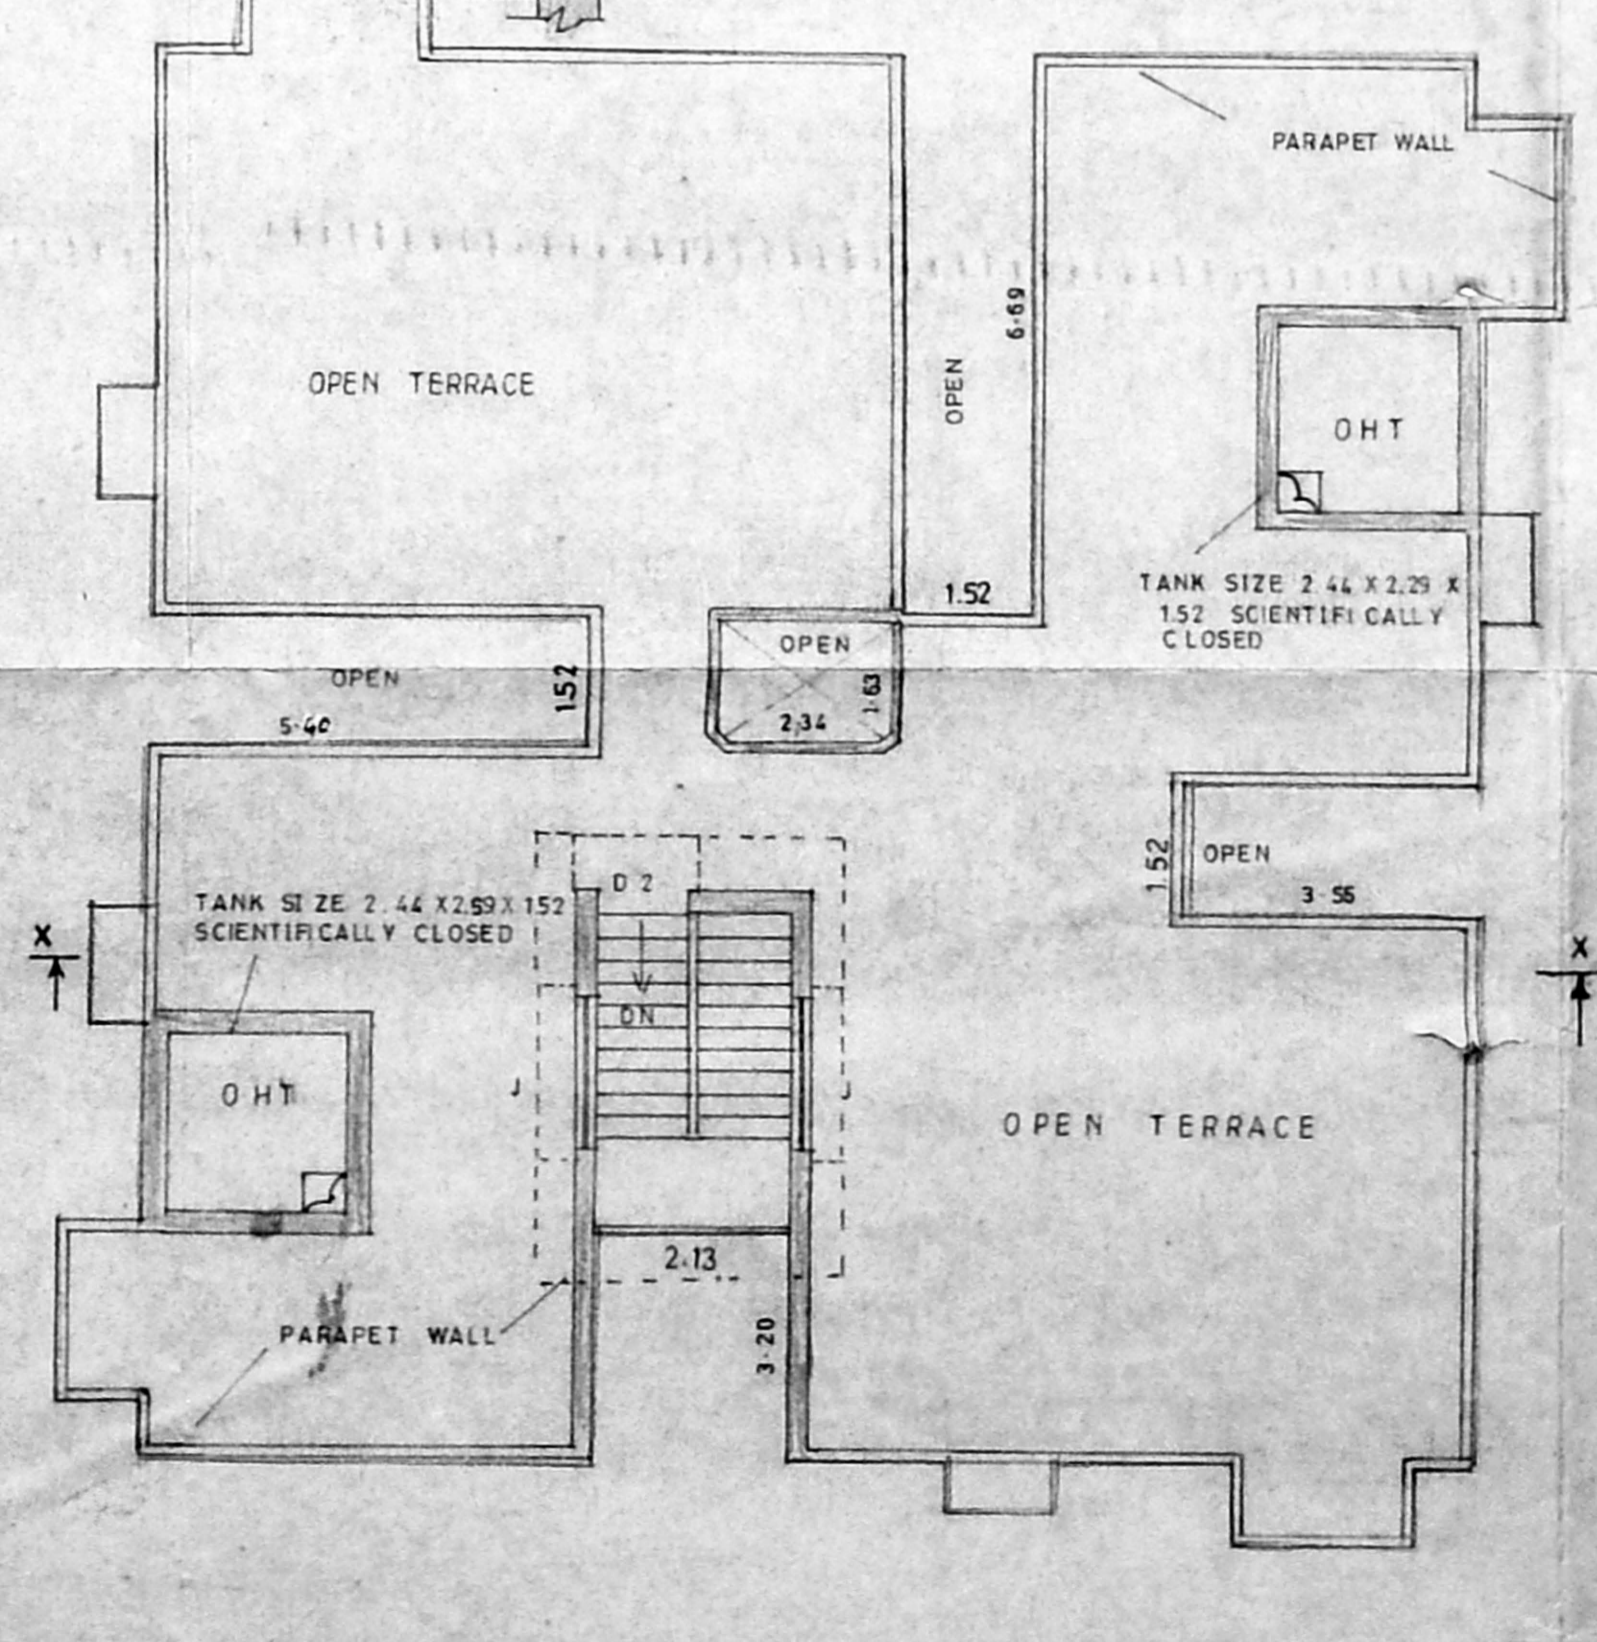 PARAPET WALL
6.69
OPEN TERRACE
OPEN
OHT
1.52
TANK SIZE 2.44 X 2.29 X
1.52 SCIENTIFICALLY
CLOSED
OPEN
1.63
2.34
OPEN
1.52
5.40
1.52
OPEN
3.55
D2
TANK SIZE 2.44 X 2.59 X 1.52
SCIENTIFICALLY CLOSED
X
X
DN
OHT
J
J
OPEN TERRACE
2.13
PARAPET WALL
3.20